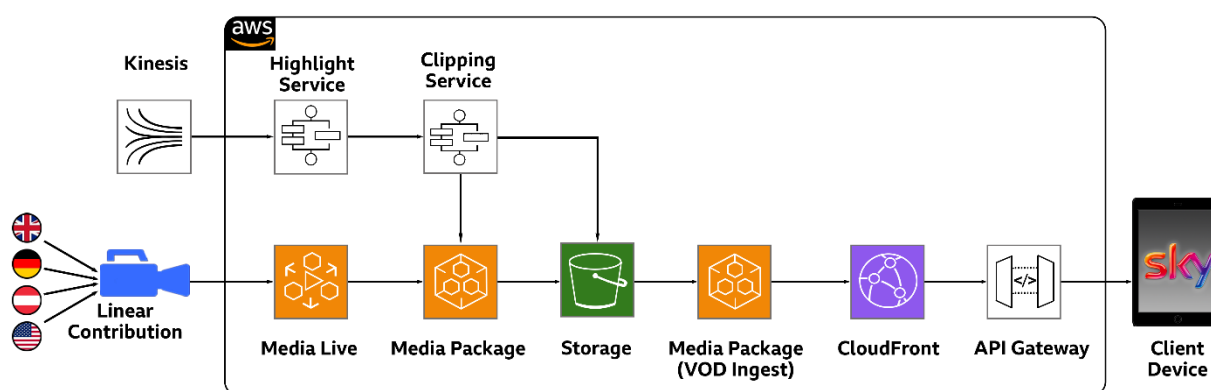 aws
Kinesis
Highlight
Service
Clipping
Service
Linear
Contribution
Media Live
Media Package
</>
Storage
Media Package
(VOD Ingest)
CloudFront
API Gateway
sky
Client
Device